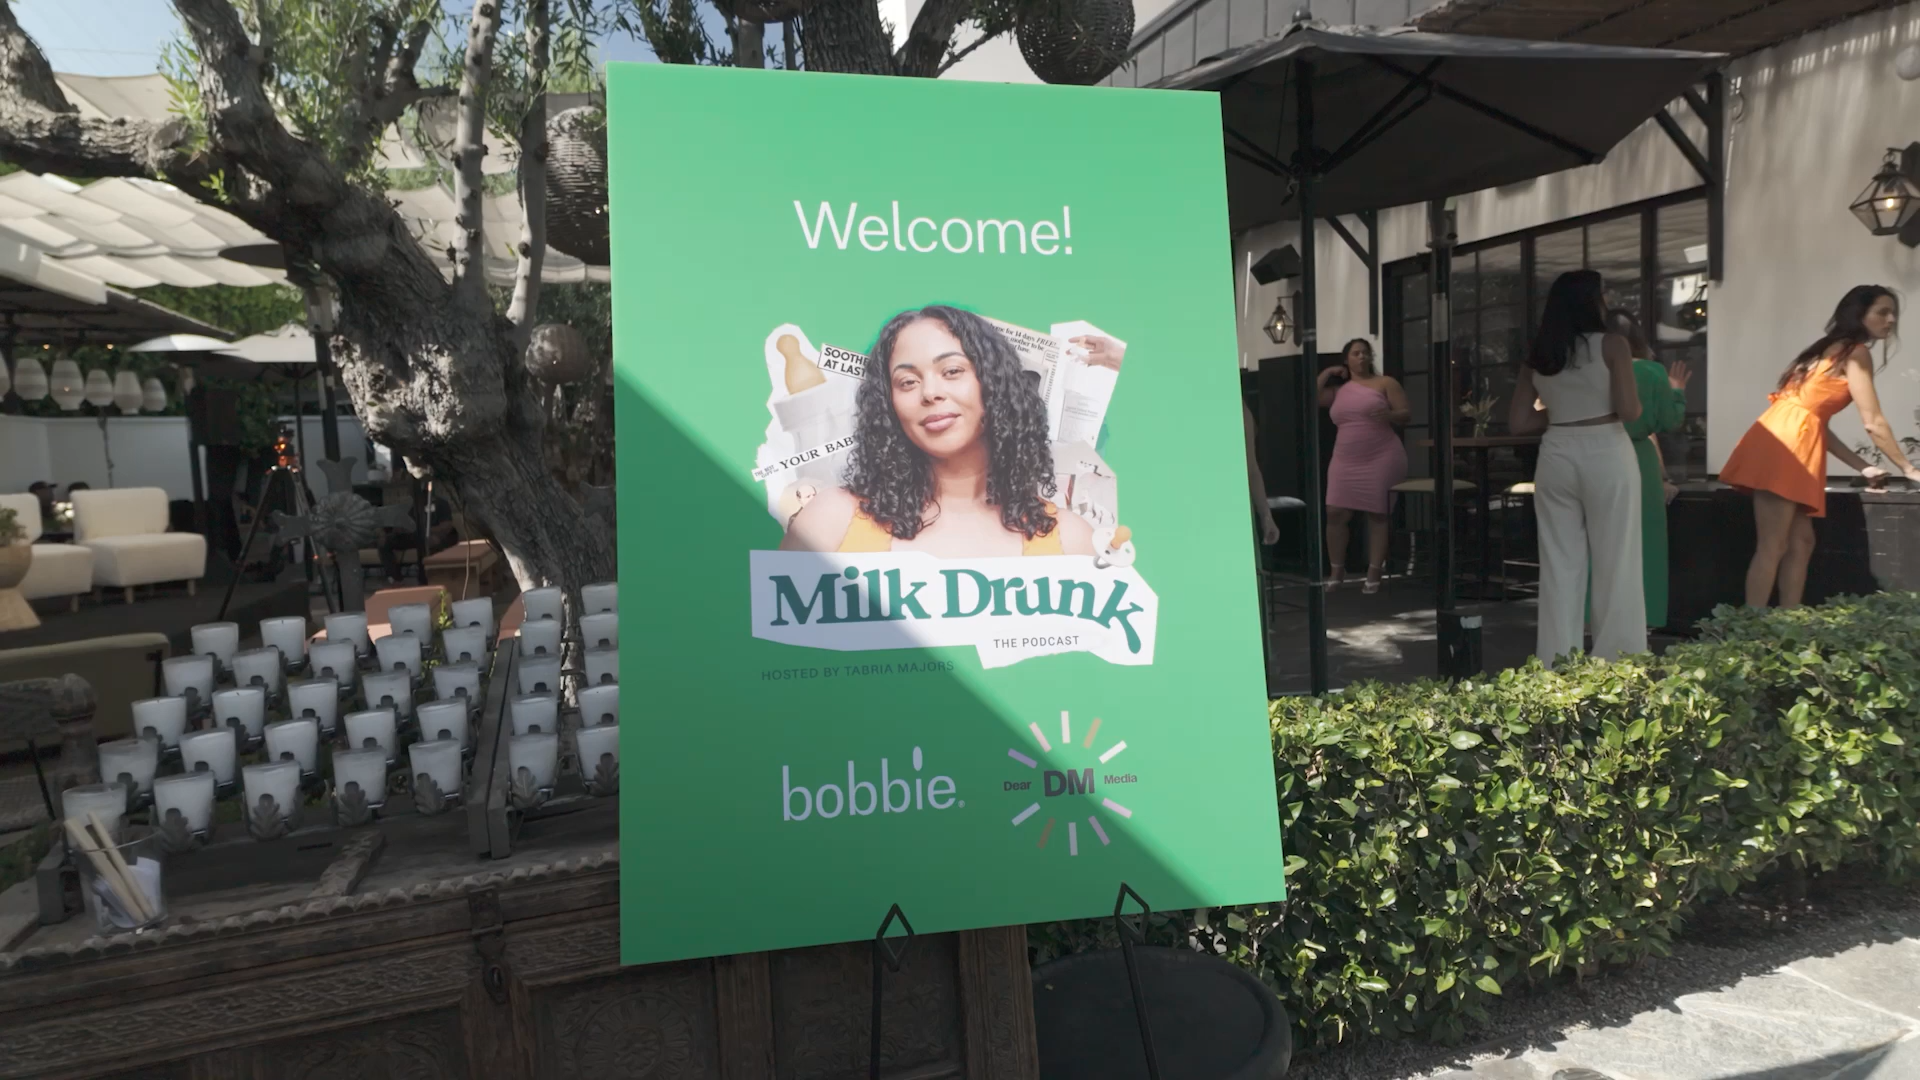 Welcome!
SOOTHE
AT LAST
YOUR BAB
Milk Drunk
THE PODCAST
HOSTED BY TABRIA MAJORS
bobbie.
Dear DM Media